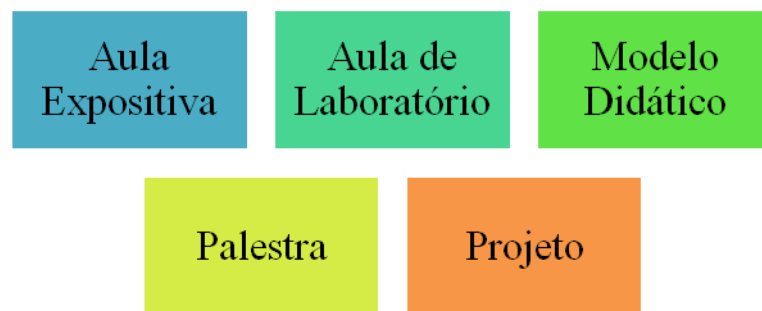 Aula
Expositiva
Aula de
Laboratório
Modelo
Didático
Palestra
Projeto